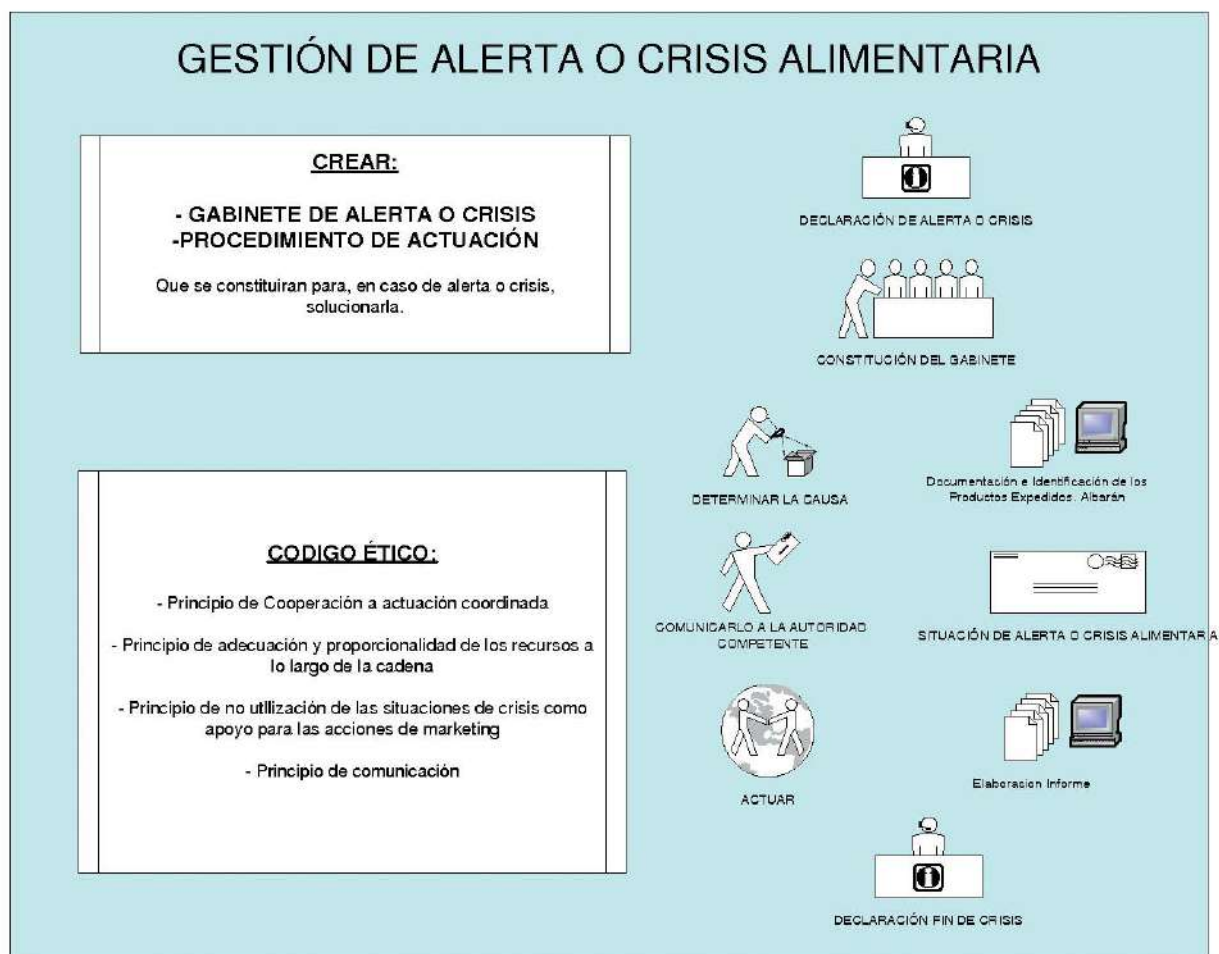 GESTIÓN DE ALERTA O CRISIS ALIMENTARIA
CREAR:
- GABINETE DE ALERTA O CRISIS
-PROCEDIMIENTO DE ACTUACIÓN
Que se constituiran para, en caso de alerta o crisis,
solucionarla.
CODIGO ÉTICO:
- Principio de Cooperación a actuación coordinada
- Principio de adecuación y proporcionalidad de los recursos a
lo largo de la cadena
- Principio de no utilización de las situaciones de crisis como
apoyo para las acciones de marketing
- Principio de comunicación
DECLARACIÓN DE ALERTA O CRISIS
CONSTITUCIÓN DEL GABINETE
DETERMINAR LA CAUSA
Documentación e Identificación de los
Productos Expedidos. Albarán
COMUNICARLO A LA AUTORIDAD
COMPETENTE
SITUACIÓN DE ALERTA O CRISIS ALIMENTARIA
ACTUAR
Elaboracion Informe
DECLARACIÓN FIN DE CRISIS